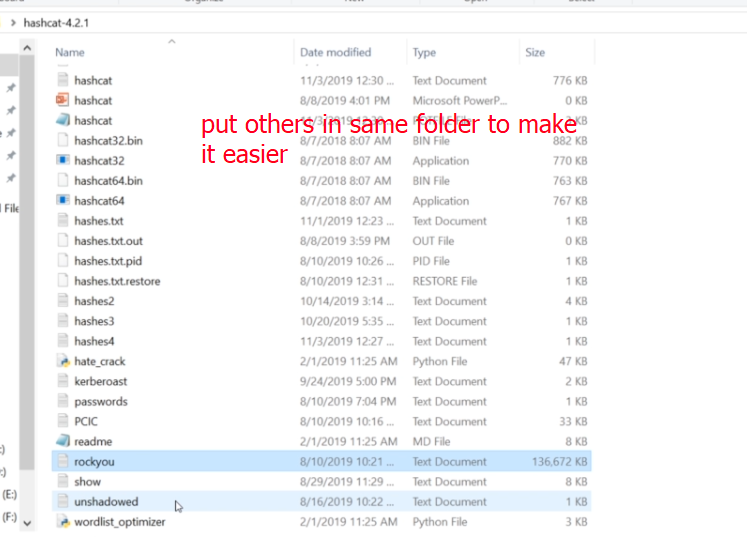 hashcat-4.2.1
Name Date modified Type Size
hashcat 11/3/2019 12:30 ... Text Document 776 KB
hashcat 8/8/2019 4:01 PM Microsoft PowerP... 0 KB
hashcat
put others in same folder to make
it easier
hashcat32.bin 8/7/2018 8:07 AM BIN File 882 KB
hashcat32 8/7/2018 8:07 AM Application 770 KB
hashcat64.bin 8/7/2018 8:07 AM BIN File 763 KB
hashcat64 8/7/2018 8:07 AM Application 767 KB
hashes.txt 11/1/2019 12:23 ... Text Document 1 KB
hashes.txt.out 8/8/2019 3:59 PM OUT File 0 KB
hashes.txt.pid 8/10/2019 10:26 ... PID File 1 KB
hashes.txt.restore 8/10/2019 12:31 ... RESTORE File 1 KB
hashes2 10/14/2019 3:14 ... Text Document 4 KB
hashes3 10/20/2019 5:35 ... Text Document 1 KB
hashes4 11/3/2019 12:27 ... Text Document 1 KB
hate_crack 2/1/2019 11:25 AM Python File 47 KB
kerberoast 9/24/2019 5:00 PM Text Document 2 KB
passwords 8/10/2019 7:04 PM Text Document 1 KB
PCIC 8/10/2019 10:16 ... Text Document 33 KB
readme 2/1/2019 11:25 AM MD File 8 KB
rockyou 8/10/2019 10:21 ... Text Document 136,672 KB
show 8/29/2019 11:29 ... Text Document 8 KB
unshadowed 8/16/2019 10:22 ... Text Document 1 KB
wordlist_optimizer 2/1/2019 11:25 AM Python File 3 KB
l File
:)
:)
(E:)
(F:)